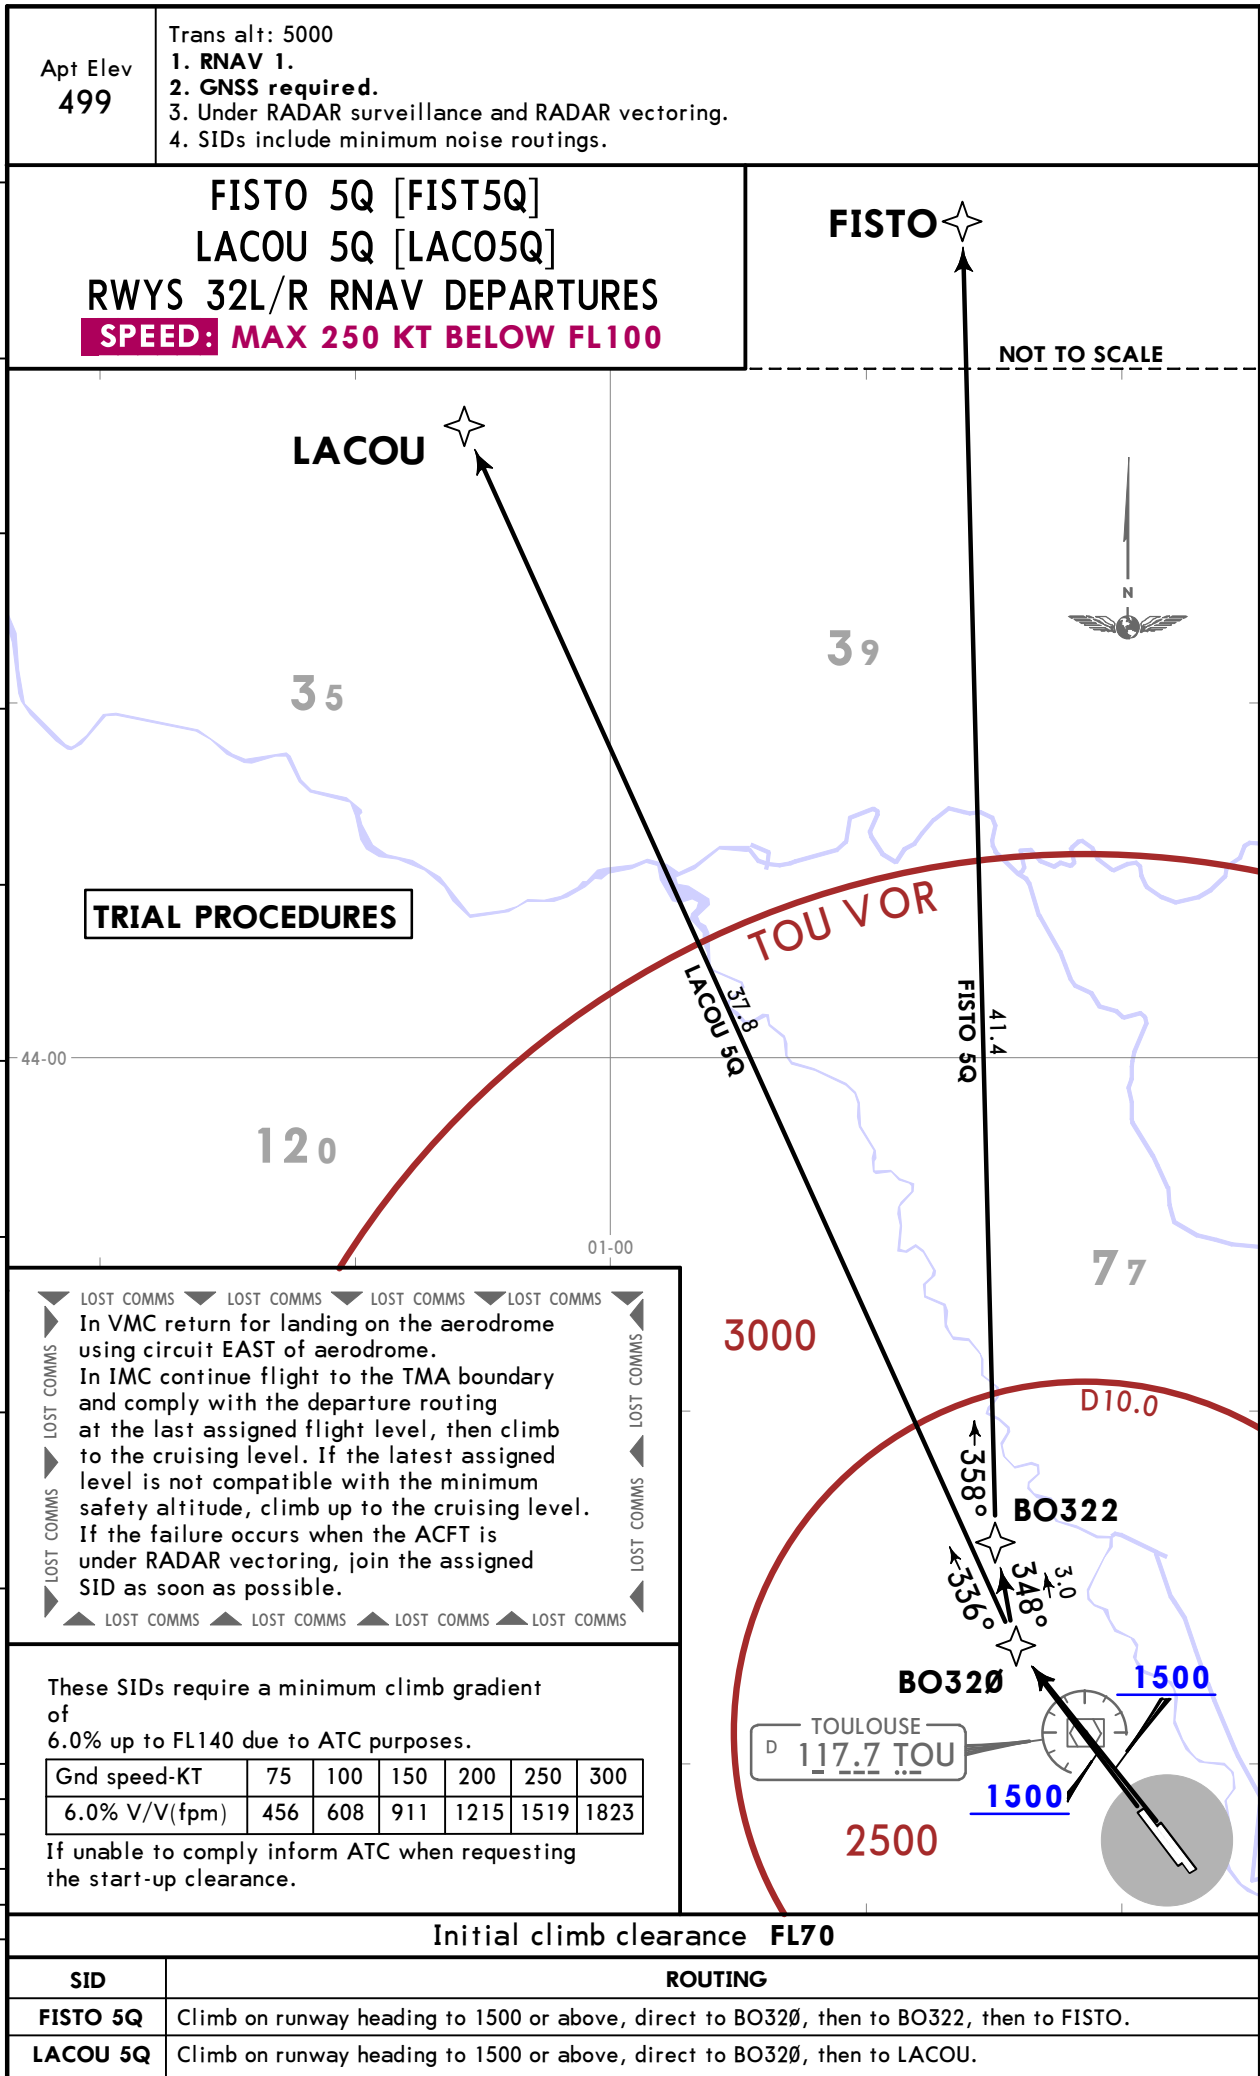 Apt Elev
499
Trans alt: 5000
1. RNAV 1.
2. GNSS required.
3. Under RADAR surveillance and RADAR vectoring.
4. SIDs include minimum noise routings.
FISTO 5Q [FIST5Q]
LACOU 5Q [LACO5Q]
RWYS 32L/R RNAV DEPARTURES
SPEED: MAX 250 KT BELOW FL100
FISTO
NOT TO SCALE
LACOU
N
39
35
TRIAL PROCEDURES
TOU VOR
37.8
LACOU 5Q
41.4
FISTO 5Q
44-00
120
01-00
77
3000
D10.0
358°
BO322
336°
348°
3.0
BO320
1500
TOULOUSE
D 117.7 TOU
1500
2500
LOST COMMS LOST COMMS LOST COMMS LOST COMMS
LOST COMMS LOST COMMS
LOST COMMS LOST COMMS
In VMC return for landing on the aerodrome
using circuit EAST of aerodrome.
In IMC continue flight to the TMA boundary
and comply with the departure routing
at the last assigned flight level, then climb
to the cruising level. If the latest assigned
level is not compatible with the minimum
safety altitude, climb up to the cruising level.
If the failure occurs when the ACFT is
under RADAR vectoring, join the assigned
SID as soon as possible.
LOST COMMS LOST COMMS LOST COMMS LOST COMMS
These SIDs require a minimum climb gradient
of
6.0% up to FL140 due to ATC purposes.
Gnd speed-KT 75 100 150 200 250 300
6.0% V/V(fpm) 456 608 911 1215 1519 1823
If unable to comply inform ATC when requesting
the start-up clearance.
Initial climb clearance FL70
SID ROUTING
FISTO 5Q Climb on runway heading to 1500 or above, direct to BO320, then to BO322, then to FISTO.
LACOU 5Q Climb on runway heading to 1500 or above, direct to BO320, then to LACOU.